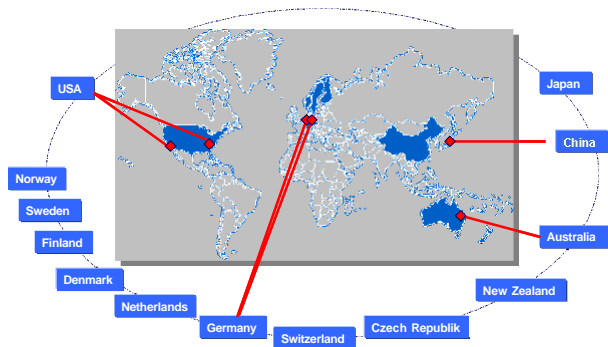 USA
Japan
China
Norway
Sweden
Finland
Australia
Denmark
New Zealand
Netherlands
Germany
Czech Republik
Switzerland